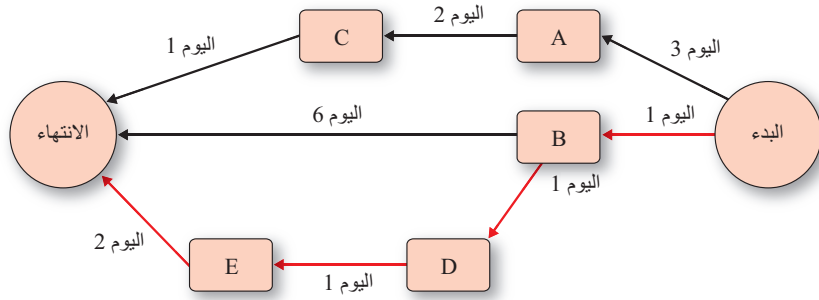 البدء
اليوم 3
A
اليوم 2
C
اليوم 1
الانتهاء
اليوم 1
B
اليوم 6
اليوم 1
D
اليوم 1
E
اليوم 2